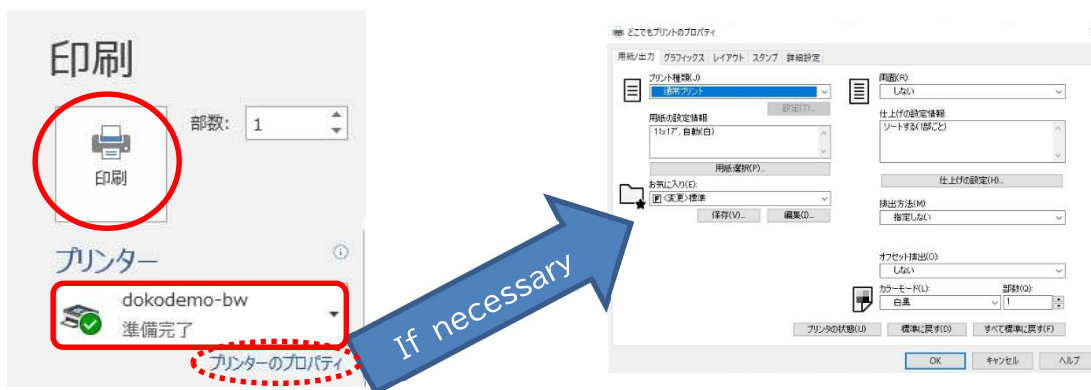 印刷
部数: 1
印刷
プリンター
dokodemo-bw
準備完了
プリンターのプロパティ
If necessary
どこでもプリントのプロパティ
用紙/出力 グラフィックス レイアウト スタンプ 詳細設定
プリント種類(J):
通常プリント
設定(T)...
用紙の設定情報:
11x17", 自動(白)
用紙選択(P)...
お気に入り(E):
<変更>標準
保存(V)... 編集(I)...
両面(R):
しない
仕上げの設定情報:
ソートする(1部ごと)
仕上げの設定(H)...
排出方法(M):
指定しない
オフセット排出(O):
しない
カラーモード(L): 部数(Q):
白黒 1
プリンタの状態(U) 標準に戻す(D) すべて標準に戻す(F)
OK キャンセル ヘルプ